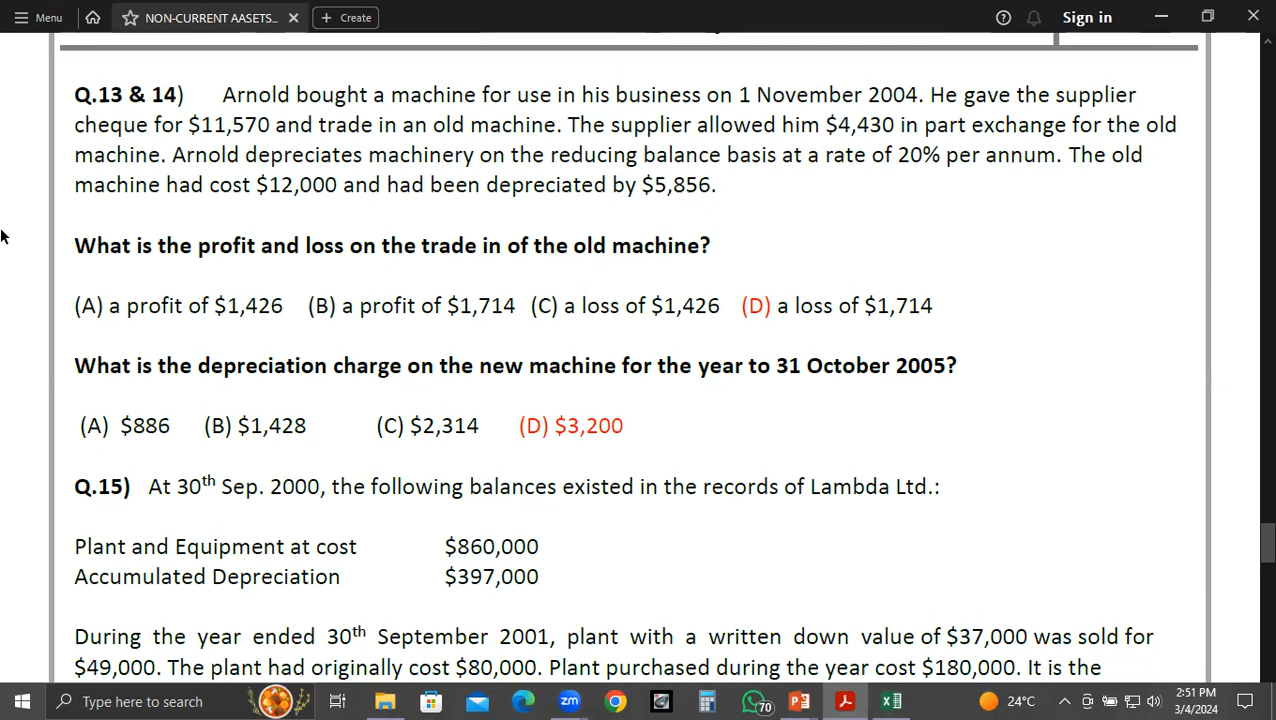 Menu
NON-CURRENT AASETS...
Create
Sign in
Q.13 & 14) Arnold bought a machine for use in his business on 1 November 2004. He gave the supplier
cheque for $11,570 and trade in an old machine. The supplier allowed him $4,430 in part exchange for the old
machine. Arnold depreciates machinery on the reducing balance basis at a rate of 20% per annum. The old
machine had cost $12,000 and had been depreciated by $5,856.
What is the profit and loss on the trade in of the old machine?
(A) a profit of $1,426 (B) a profit of $1,714 (C) a loss of $1,426 (D) a loss of $1,714
What is the depreciation charge on the new machine for the year to 31 October 2005?
(A) $886 (B) $1,428 (C) $2,314 (D) $3,200
Q.15) At 30th Sep. 2000, the following balances existed in the records of Lambda Ltd.:
Plant and Equipment at cost $860,000
Accumulated Depreciation $397,000
During the year ended 30th September 2001, plant with a written down value of $37,000 was sold for
$49,000. The plant had originally cost $80,000. Plant purchased during the year cost $180,000. It is the
Type here to search
70
24°C
2:51 PM
3/4/2024